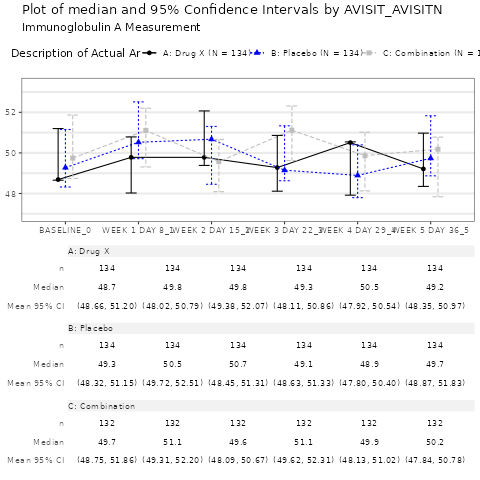 Plot of median and 95% Confidence Intervals by AVISIT_AVISITN
Immunoglobulin A Measurement
Description of Actual Ar A: Drug X (N = 134) B: Placebo (N = 134) C: Combination (N = 1
52
50
48
BASELINE_0 WEEK 1 DAY 8_1 WEEK 2 DAY 15_2 WEEK 3 DAY 22_3 WEEK 4 DAY 29_4 WEEK 5 DAY 36_5
A: Drug X
n 134 134 134 134 134 134
Median 48.7 49.8 49.8 49.3 50.5 49.2
Mean 95% CI (48.66, 51.20) (48.02, 50.79) (49.38, 52.07) (48.11, 50.86) (47.92, 50.54) (48.35, 50.97)
B: Placebo
n 134 134 134 134 134 134
Median 49.3 50.5 50.7 49.1 48.9 49.7
Mean 95% CI (48.32, 51.15) (49.72, 52.51) (48.45, 51.31) (48.63, 51.33) (47.80, 50.40) (48.87, 51.83)
C: Combination
n 132 132 132 132 132 132
Median 49.7 51.1 49.6 51.1 49.9 50.2
Mean 95% CI (48.75, 51.86) (49.31, 52.20) (48.09, 50.67) (49.62, 52.31) (48.13, 51.02) (47.84, 50.78)